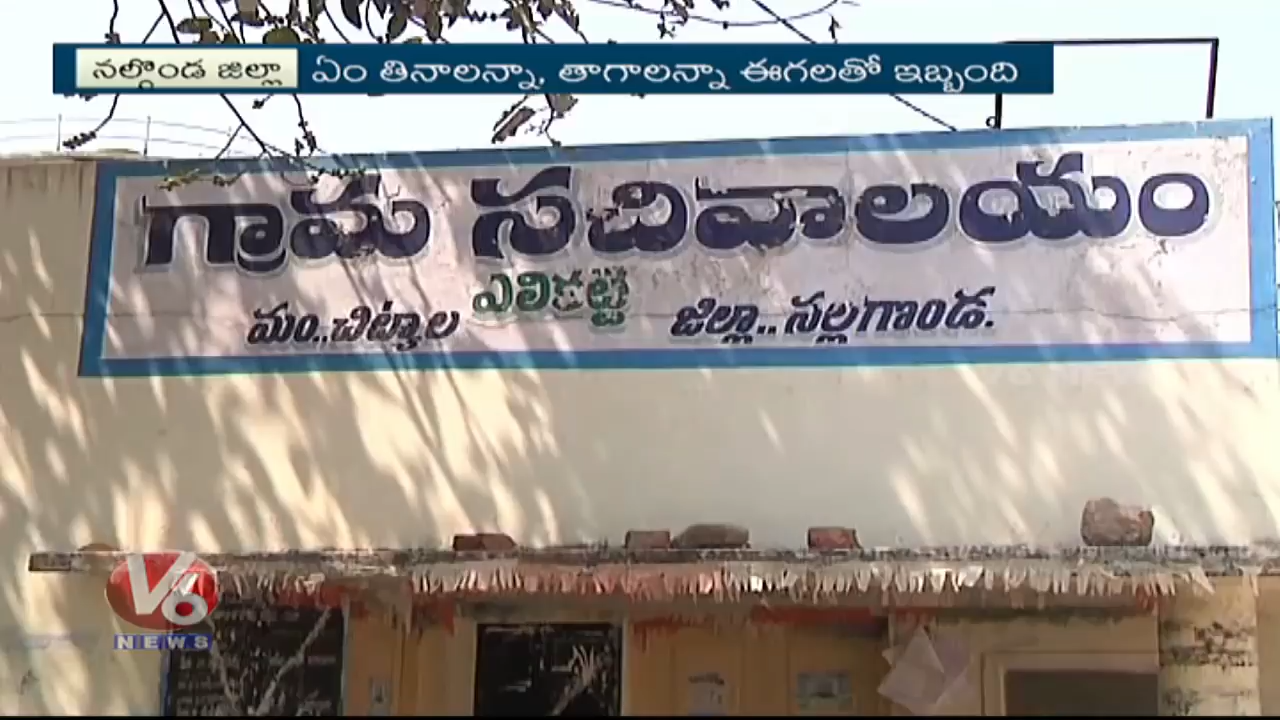 నల్గొండ జిల్లా ఏం తినాలన్నా, తాగాలన్నా ఈగలతో ఇబ్బంది
గ్రామ సచివాలయం
ఎలికట్టె
మం..చిట్యాల జిల్లా..నల్లగొండ.
V6
NEWS